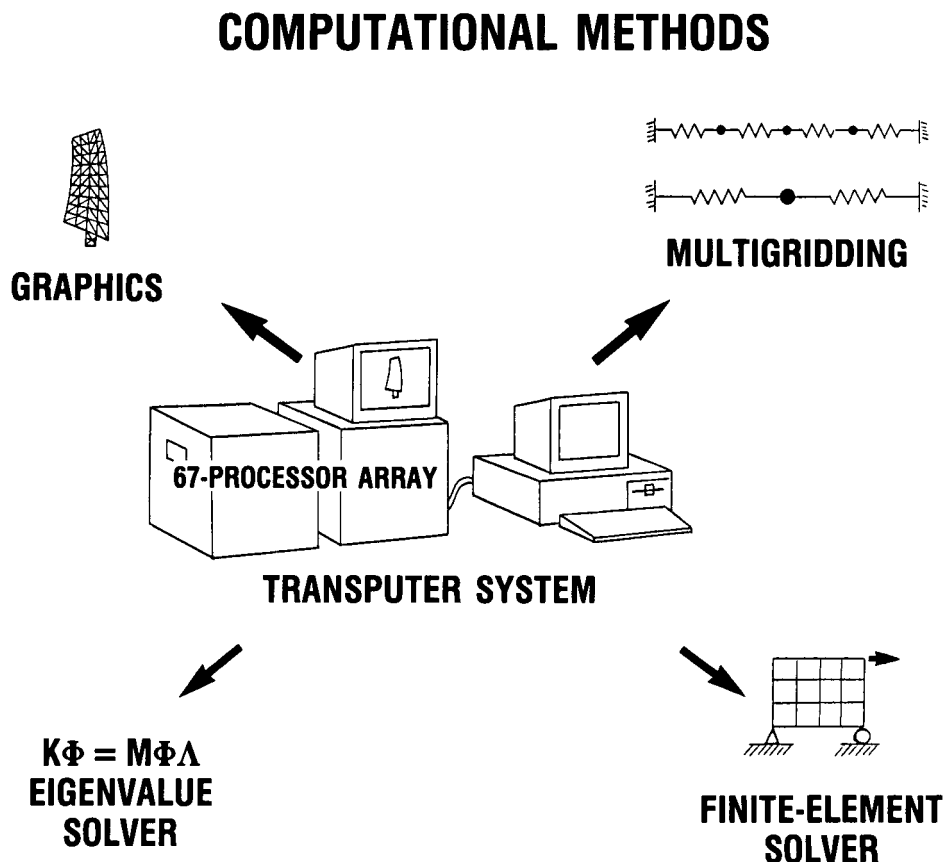 COMPUTATIONAL METHODS
GRAPHICS
MULTIGRIDDING
67-PROCESSOR ARRAY
TRANSPUTER SYSTEM
KΦ = MΦΛ
EIGENVALUE
SOLVER
FINITE-ELEMENT
SOLVER